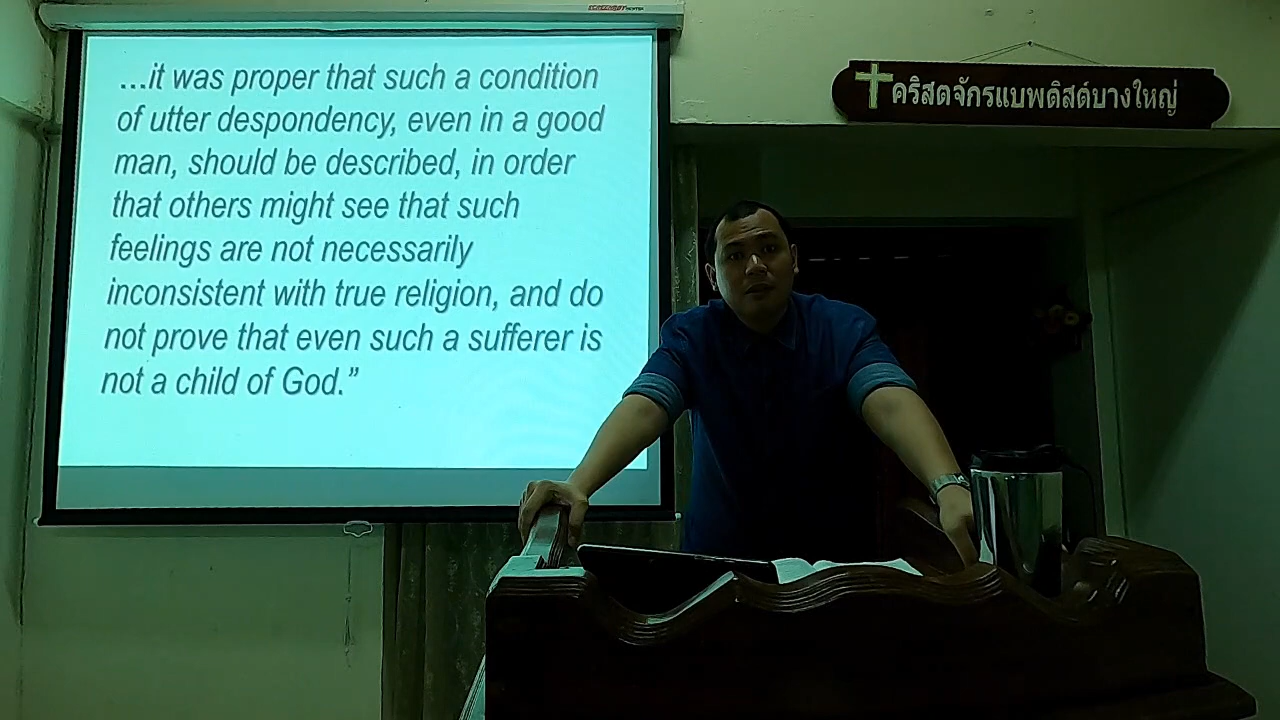 …it was proper that such a condition
of utter despondency, even in a good
man, should be described, in order
that others might see that such
feelings are not necessarily
inconsistent with true religion, and do
not prove that even such a sufferer is
not a child of God.”
คริสตจักรแบพติสต์บางใหญ่